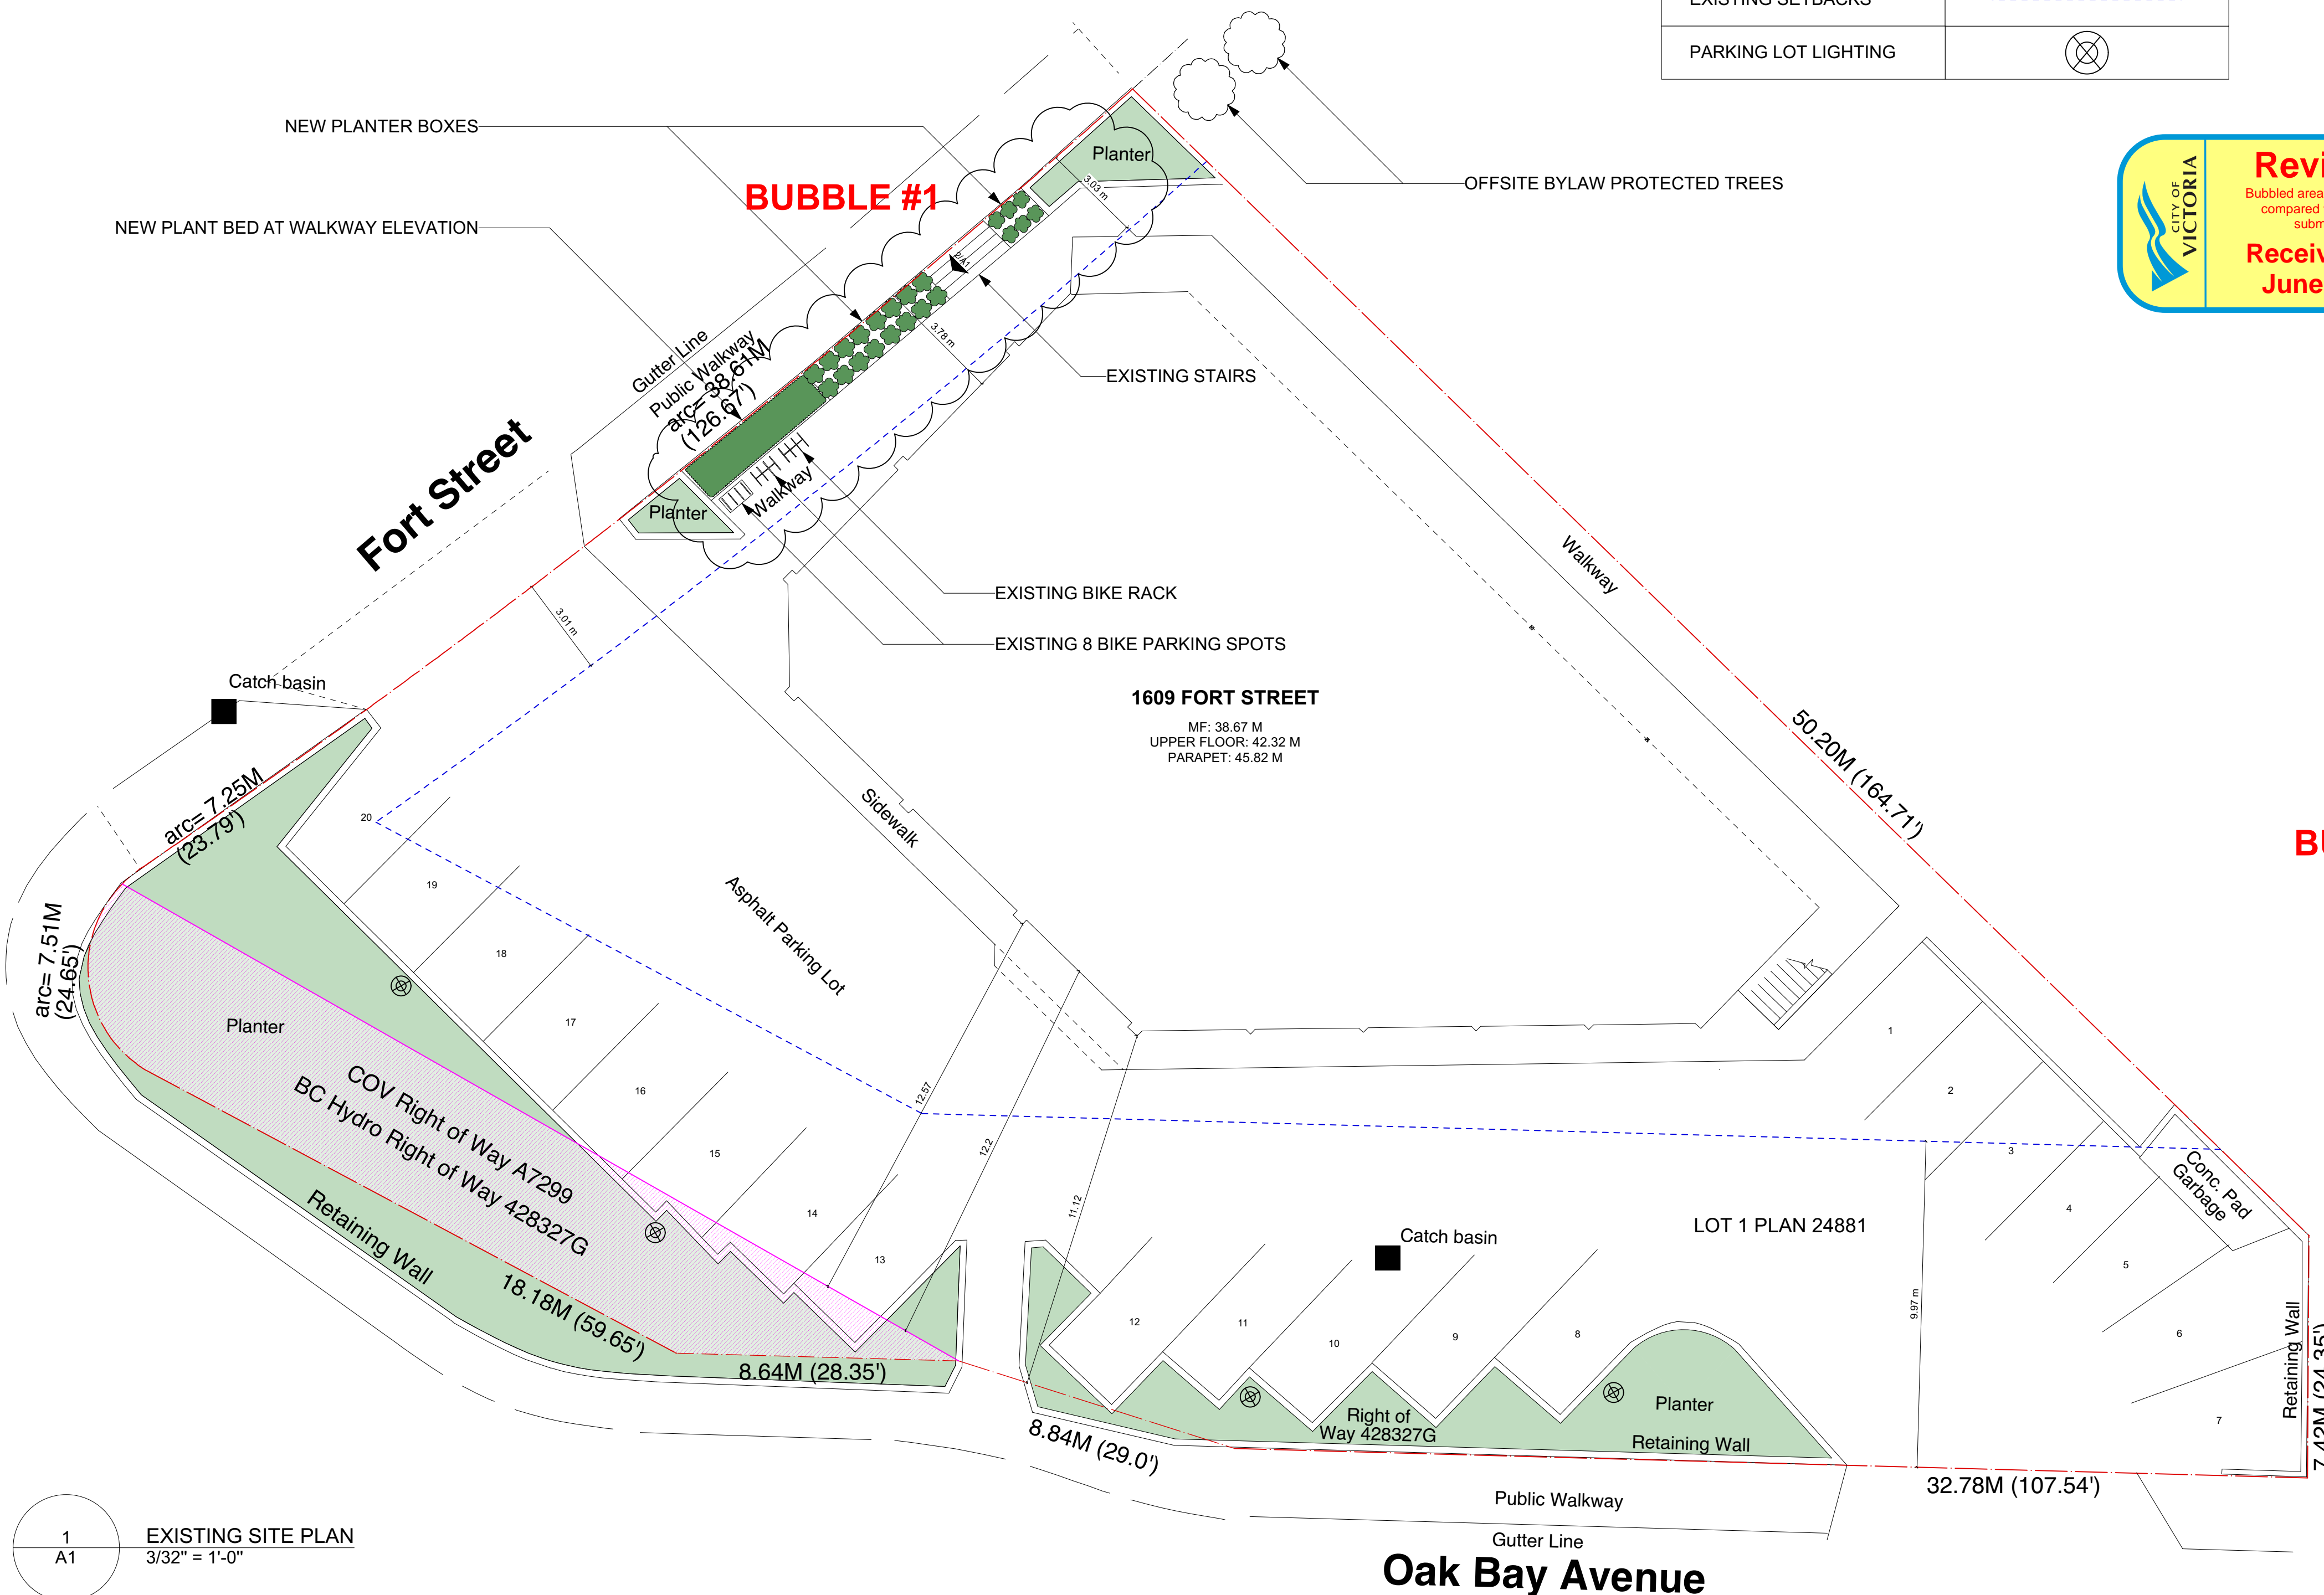 EXISTING SETBACKS
PARKING LOT LIGHTING
NEW PLANTER BOXES
BUBBLE #1
NEW PLANT BED AT WALKWAY ELEVATION
Planter
3.03 m
OFFSITE BYLAW PROTECTED TREES
CITY OF
VICTORIA
Bubbled area
compared
June
2/A1
3.78 m
Gutter Line
Public Walkway
arc= 38.61M
(126.67')
EXISTING STAIRS
Fort Street
Planter
Walkway
Walkway
3.01 m
EXISTING BIKE RACK
EXISTING 8 BIKE PARKING SPOTS
1609 FORT STREET
MF: 38.67 M
UPPER FLOOR: 42.32 M
PARAPET: 45.82 M
Catch basin
arc= 7.25M
(23.79')
50.20M (164.71')
Sidewalk
Asphalt Parking Lot
arc= 7.51M
(24.65')
Planter
COV Right of Way A7299
BC Hydro Right of Way 428327G
Retaining Wall
18.18M (59.65')
8.64M (28.35')
20
19
18
17
16
15
14
13
12.57
12.2
11.12
Catch basin
LOT 1 PLAN 24881
Conc. Pad
Garbage
1
2
3
4
5
6
7
8
9
10
11
12
9.97 m
Retaining Wall
7.42M (24.35')
Right of
Way 428327G
Planter
Retaining Wall
8.84M (29.0')
32.78M (107.54')
Public Walkway
Gutter Line
Oak Bay Avenue
1
A1
EXISTING SITE PLAN
3/32" = 1'-0"